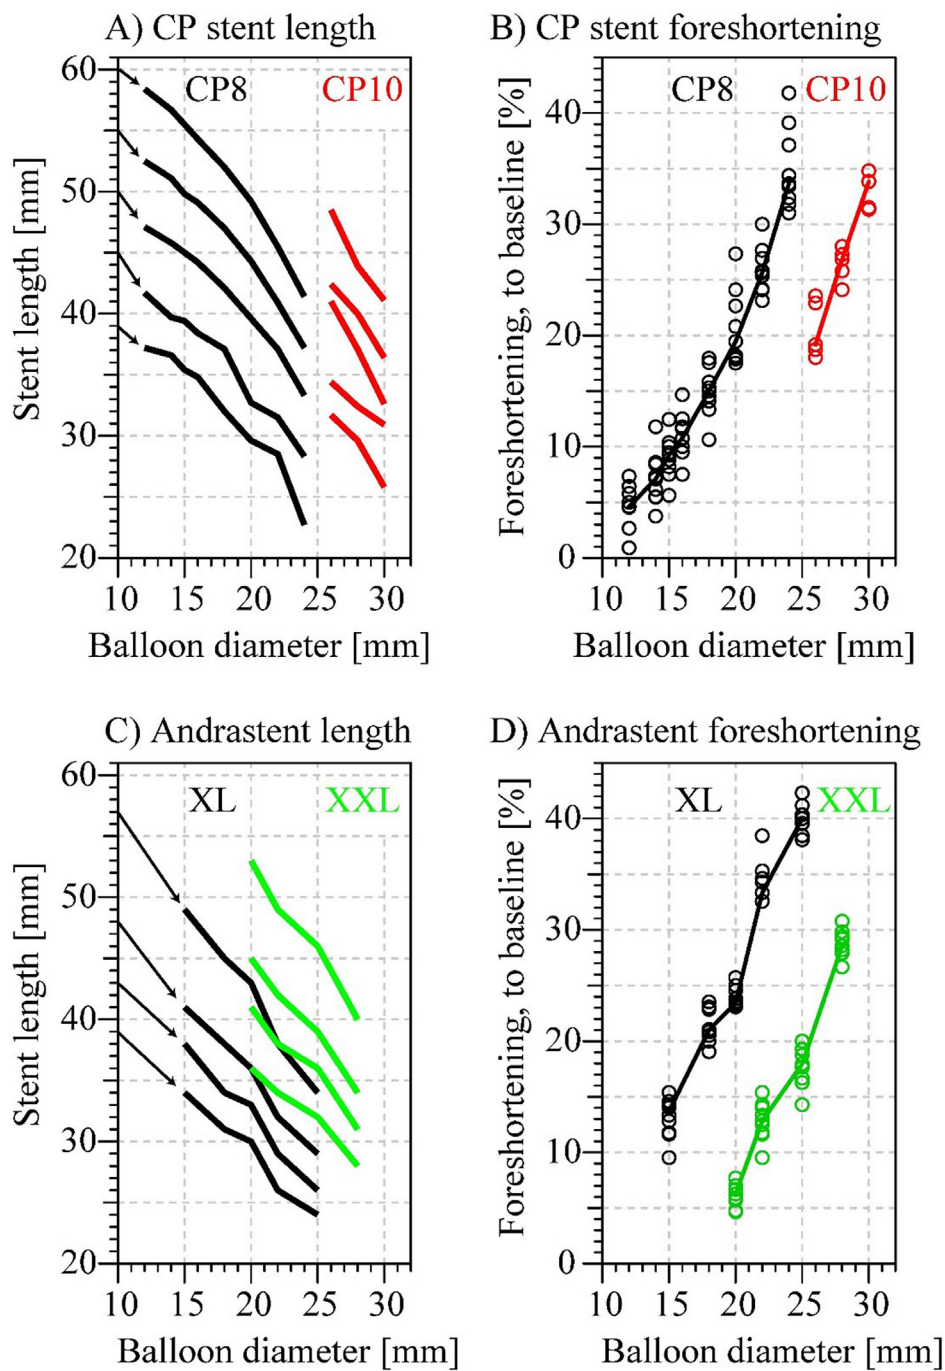 A) CP stent length
CP8 CP10
Stent length [mm]
60
50
40
30
20
10 15 20 25 30
Balloon diameter [mm]
B) CP stent foreshortening
CP8 CP10
Foreshortening, to baseline [%]
40
30
20
10
0
10 15 20 25 30
Balloon diameter [mm]
C) Andrastent length
XL XXL
Stent length [mm]
60
50
40
30
20
10 15 20 25 30
Balloon diameter [mm]
D) Andrastent foreshortening
XL XXL
Foreshortening, to baseline [%]
40
30
20
10
0
10 15 20 25 30
Balloon diameter [mm]